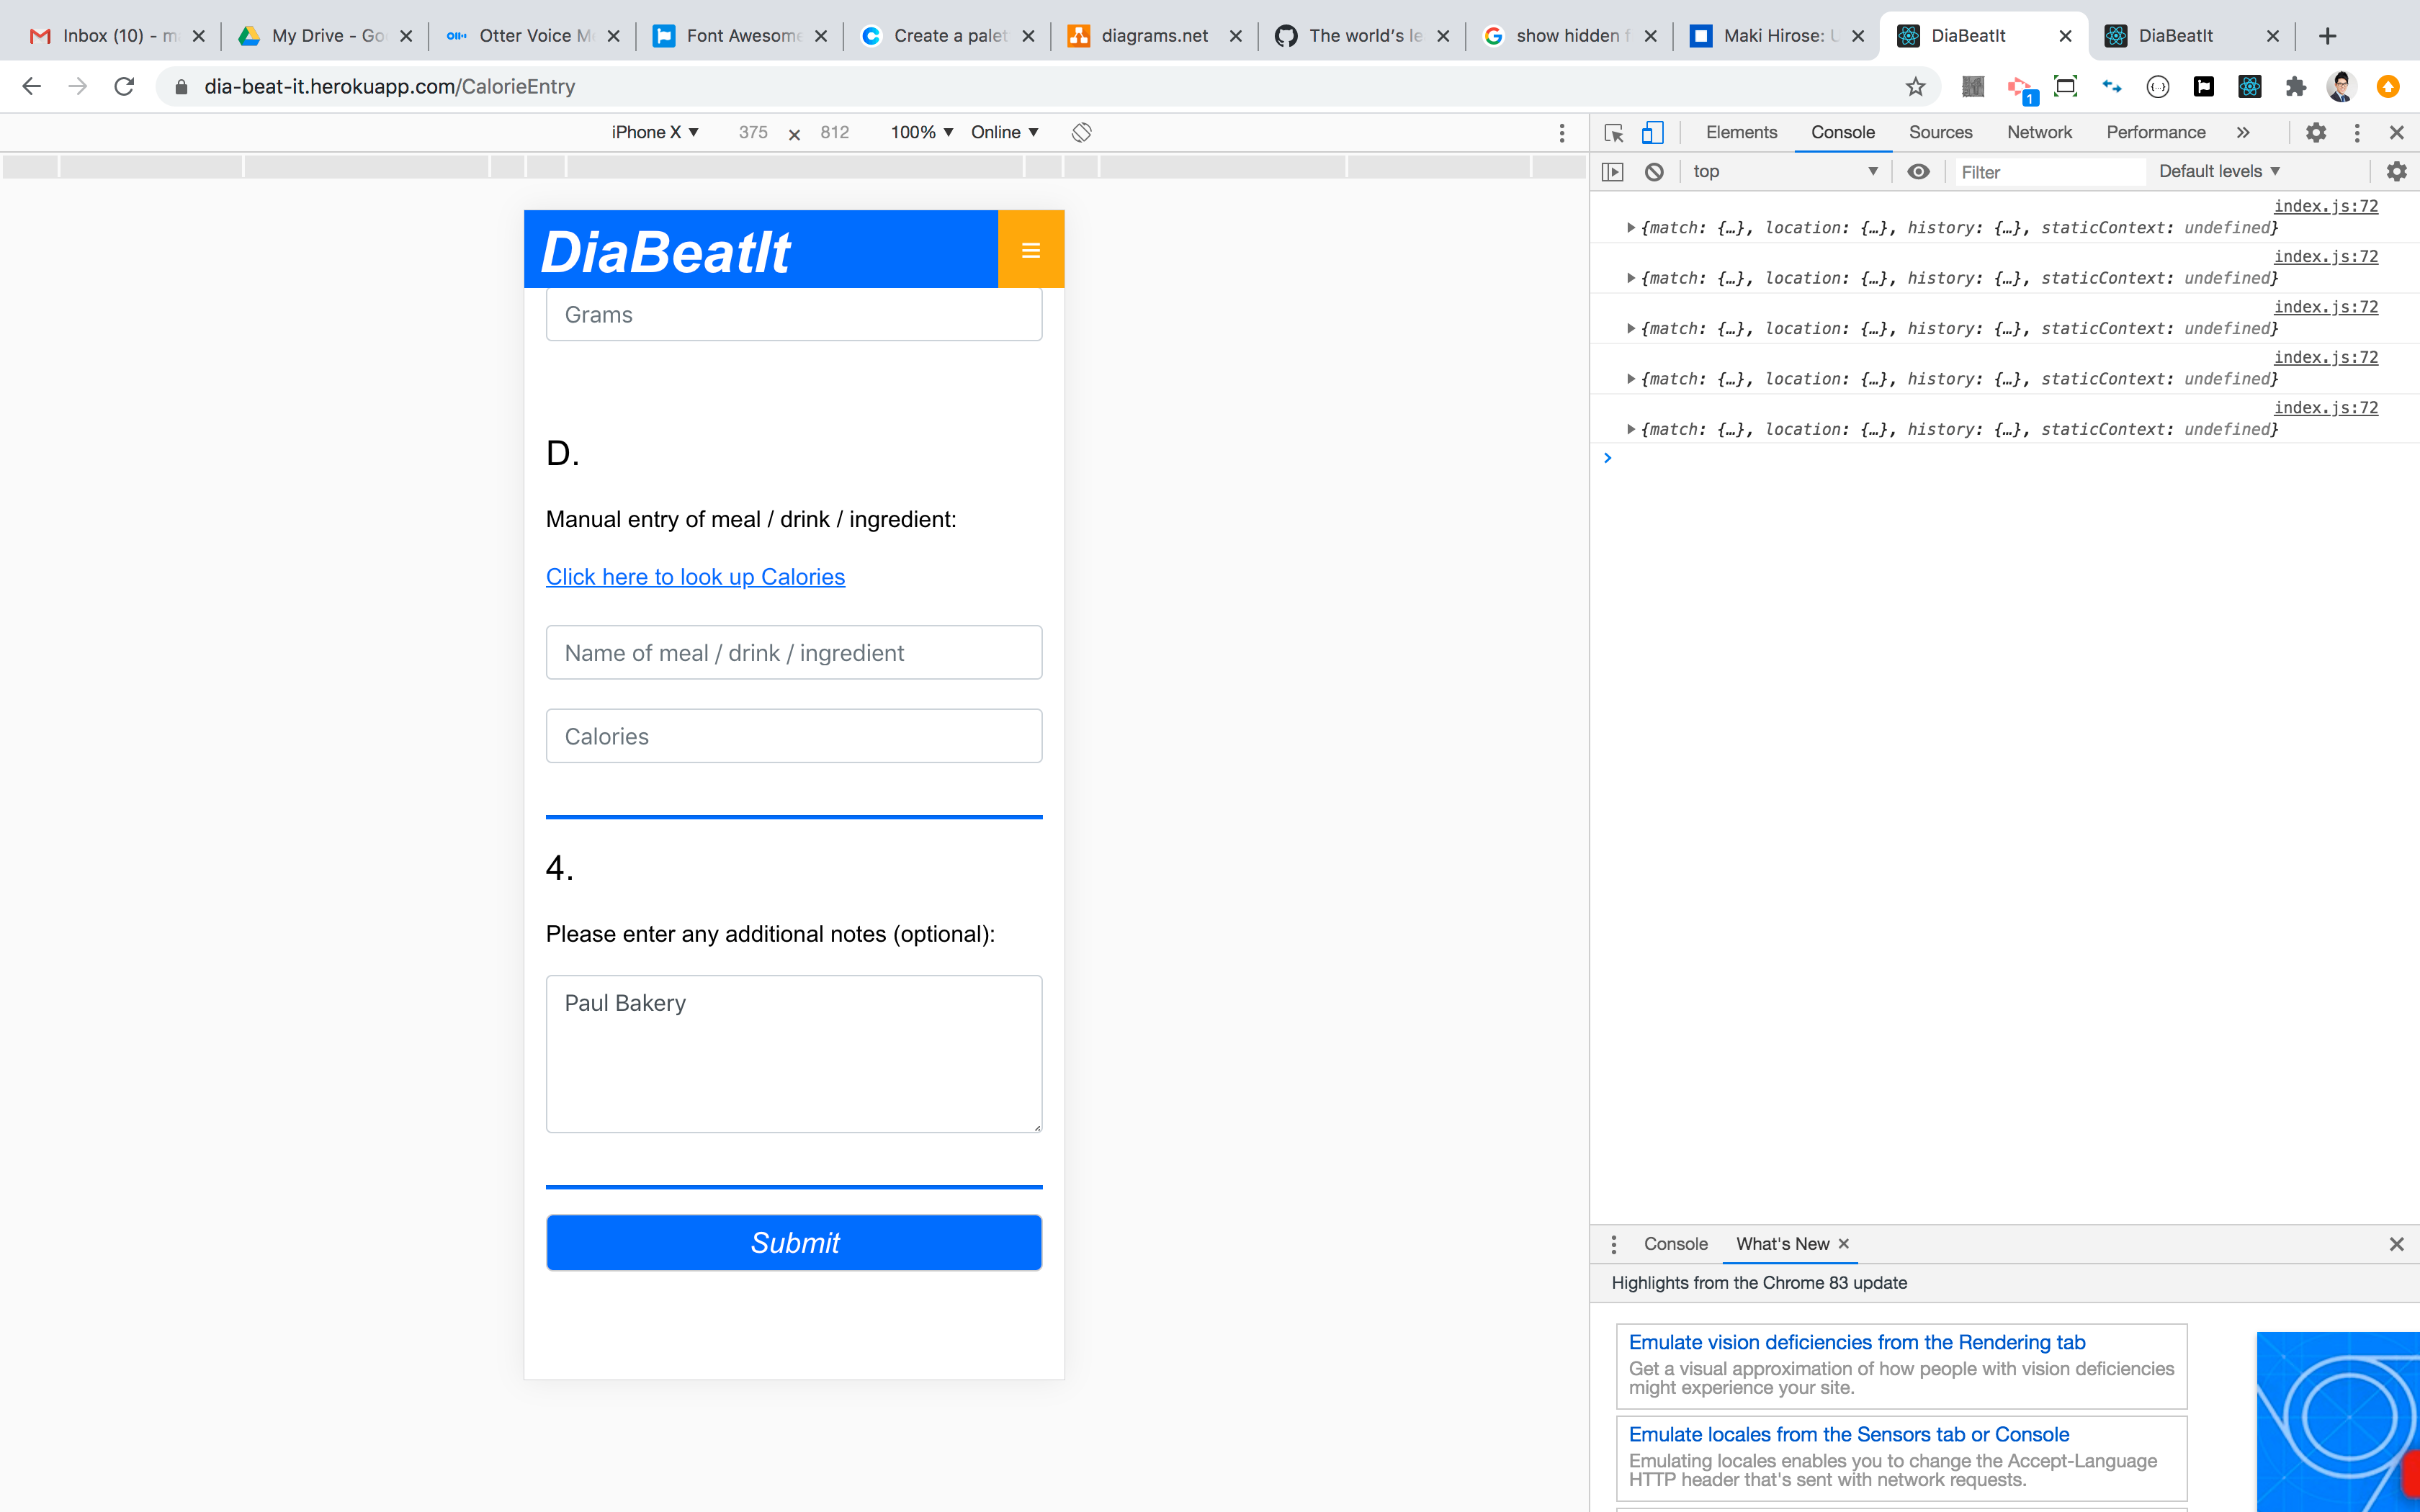 Inbox (10) - m
My Drive - Go
Otter Voice M
Font Awesome
Create a palet
diagrams.net
The world's le
show hidden f
Maki Hirose: U
DiaBeatIt
DiaBeatIt
dia-beat-it.herokuapp.com/CalorieEntry
1
iPhone X ▼ 375 × 812 100% ▼ Online ▼
Elements Console Sources Network Performance »
top ▼ Filter Default levels ▼
DiaBeatIt
Grams
D.
Manual entry of meal / drink / ingredient:
Click here to look up Calories
Name of meal / drink / ingredient
Calories
4.
Please enter any additional notes (optional):
Paul Bakery
Submit
index.js:72
{match: {…}, location: {…}, history: {…}, staticContext: undefined}
index.js:72
{match: {…}, location: {…}, history: {…}, staticContext: undefined}
index.js:72
{match: {…}, location: {…}, history: {…}, staticContext: undefined}
index.js:72
{match: {…}, location: {…}, history: {…}, staticContext: undefined}
index.js:72
{match: {…}, location: {…}, history: {…}, staticContext: undefined}
Console What's New
Highlights from the Chrome 83 update
Emulate vision deficiencies from the Rendering tab
Get a visual approximation of how people with vision deficiencies
might experience your site.
Emulate locales from the Sensors tab or Console
Emulating locales enables you to change the Accept-Language
HTTP header that's sent with network requests.